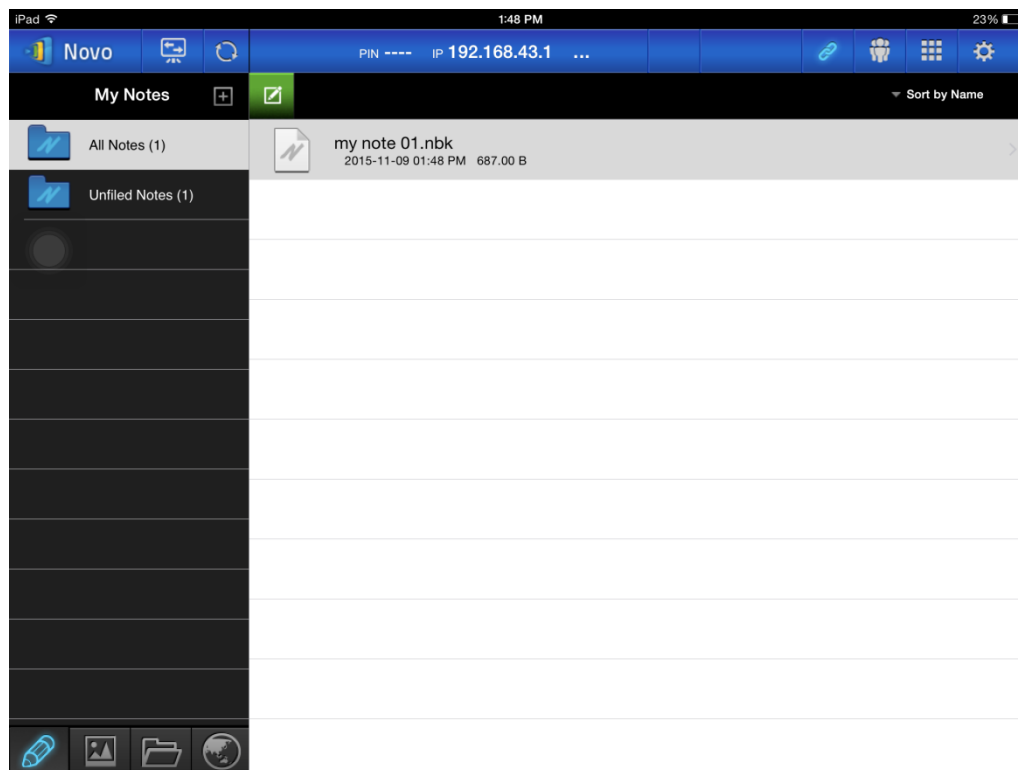 iPad 1:48 PM 23%
Novo PIN ---- IP 192.168.43.1 ...
My Notes Sort by Name
All Notes (1)
my note 01.nbk
2015-11-09 01:48 PM 687.00 B
Unfiled Notes (1)